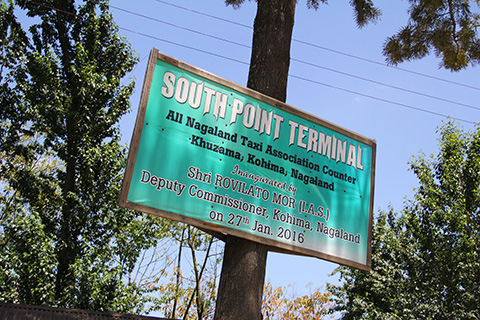 SOUTH POINT TERMINAL
All Nagaland Taxi Association Counter
Khuzama, Kohima, Nagaland
Inaugurated by
Shri ROVILATO MOR (I.A.S.)
Deputy Commissioner, Kohima, Nagaland
on 27th Jan. 2016